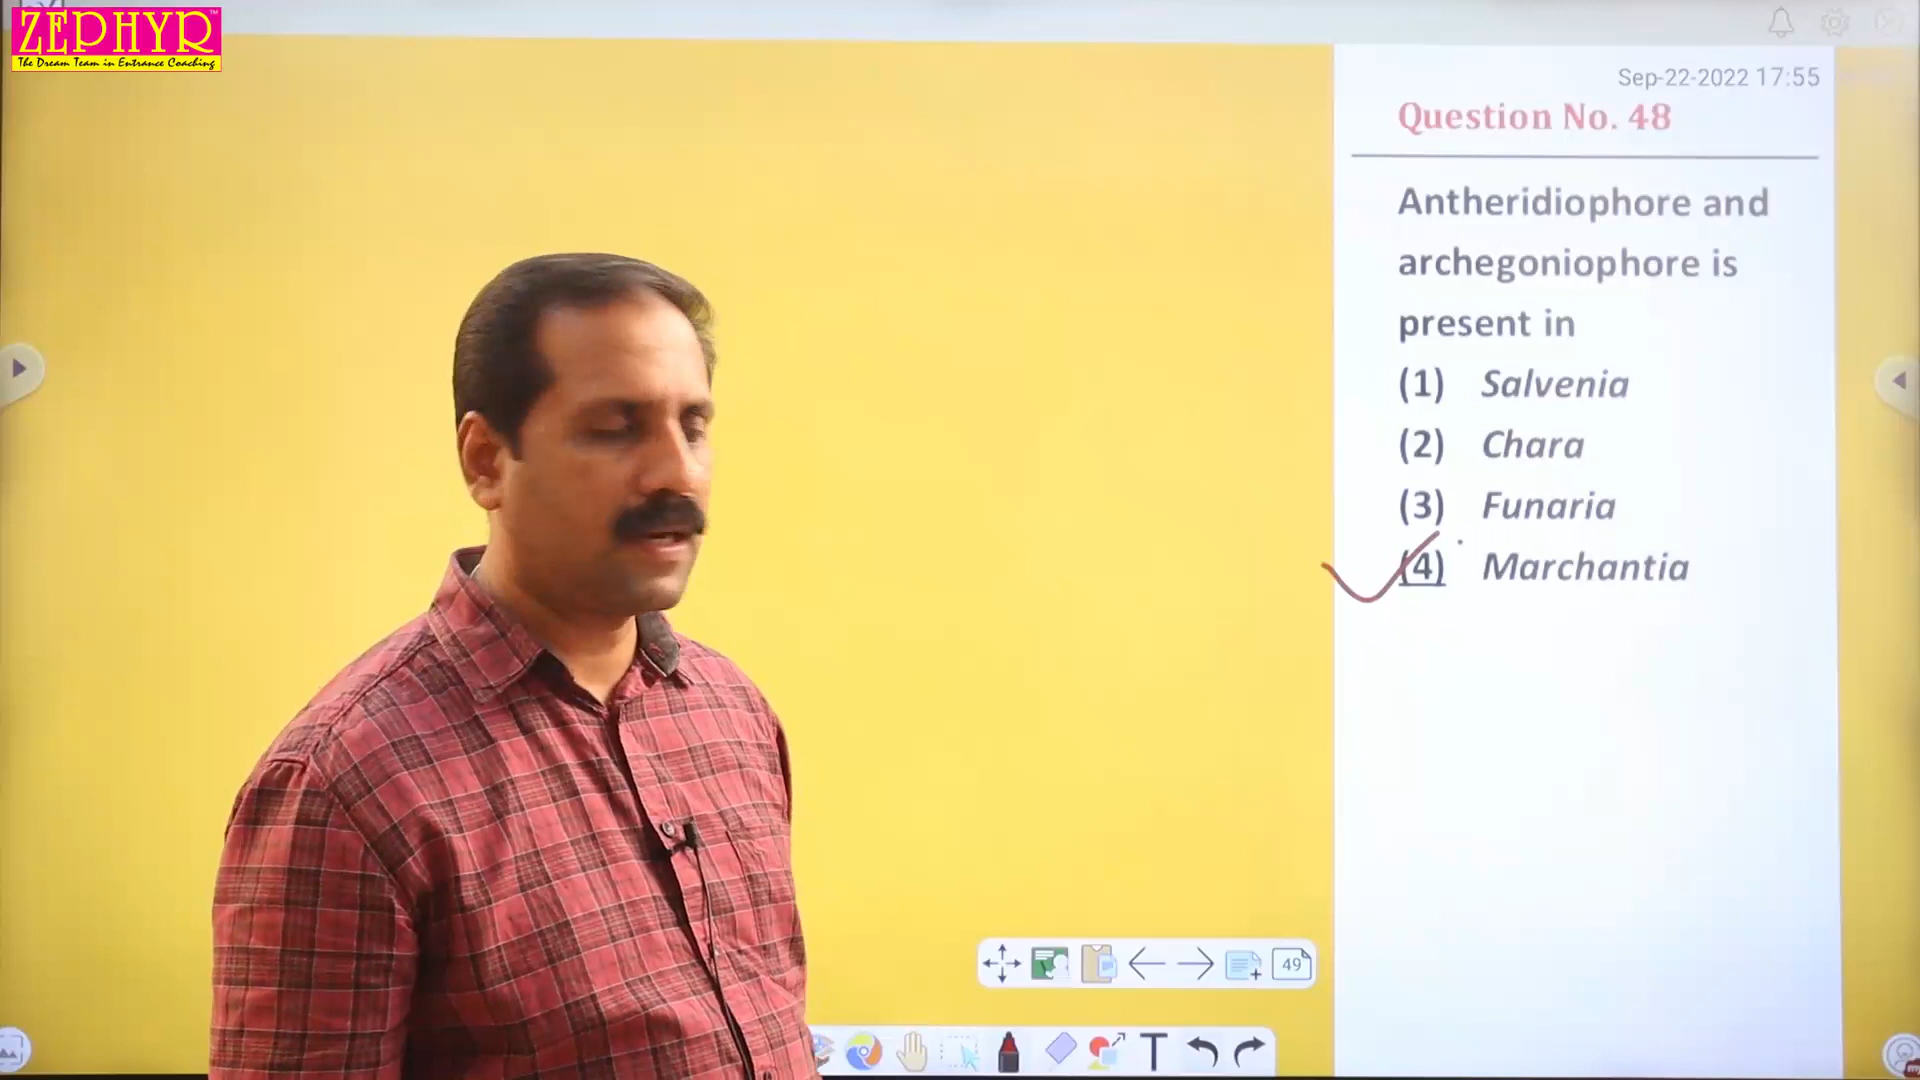 ZEPHYR™
The Dream Team in Entrance Coaching
Sep-22-2022 17:55
Question No. 48
Antheridiophore and
archegoniophore is
present in
(1) Salvenia
(2) Chara
(3) Funaria
(4) Marchantia
49
T